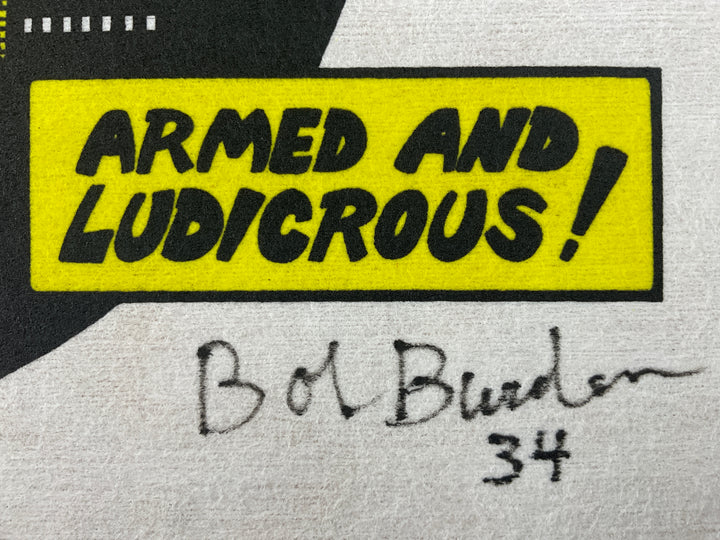 ARMED AND
LUDICROUS!
Bob Burden
34